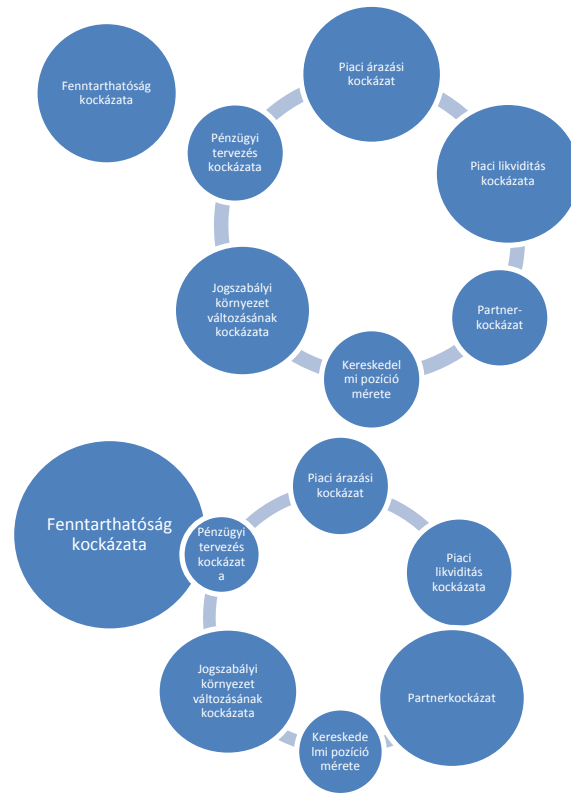 Fenntarthatóság
kockázata
Piaci árazási
kockázat
Pénzügyi
tervezés
kockázata
Piaci likviditás
kockázata
Jogszabályi
környezet
változásának
kockázata
Partner-
kockázat
Kereskedel
mi pozíció
mérete
Fenntarthatóság
kockázata
Piaci árazási
kockázat
Pénzügyi
tervezés
kockázat
a
Piaci
likviditás
kockázata
Jogszabályi
környezet
változásának
kockázata
Partnerkockázat
Kereskede
lmi pozíció
mérete